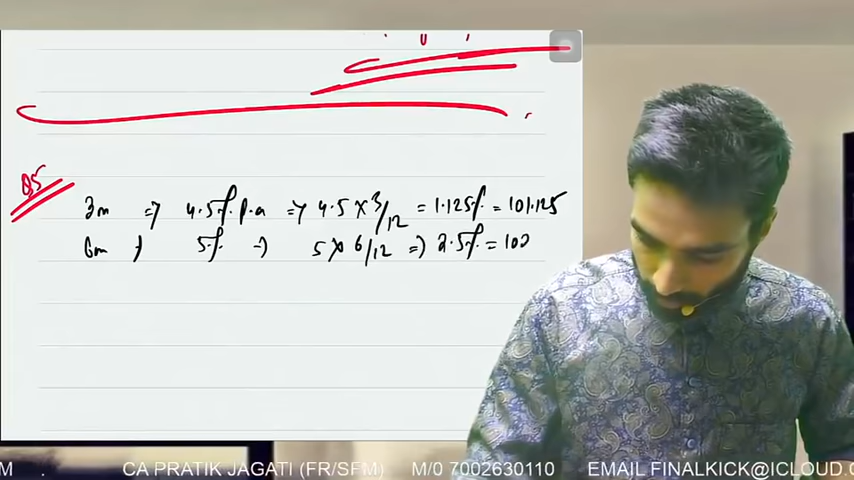 Q5
3m => 4.5%.p.a => 4.5 x 3/12 = 1.125% = 101.125
6m } 5% => 5 x 6/12 => 2.5% = 102
M . CA PRATIK JAGATI (FR/SFM) M/0 7002630110 EMAIL FINALKICK@ICLOUD.C